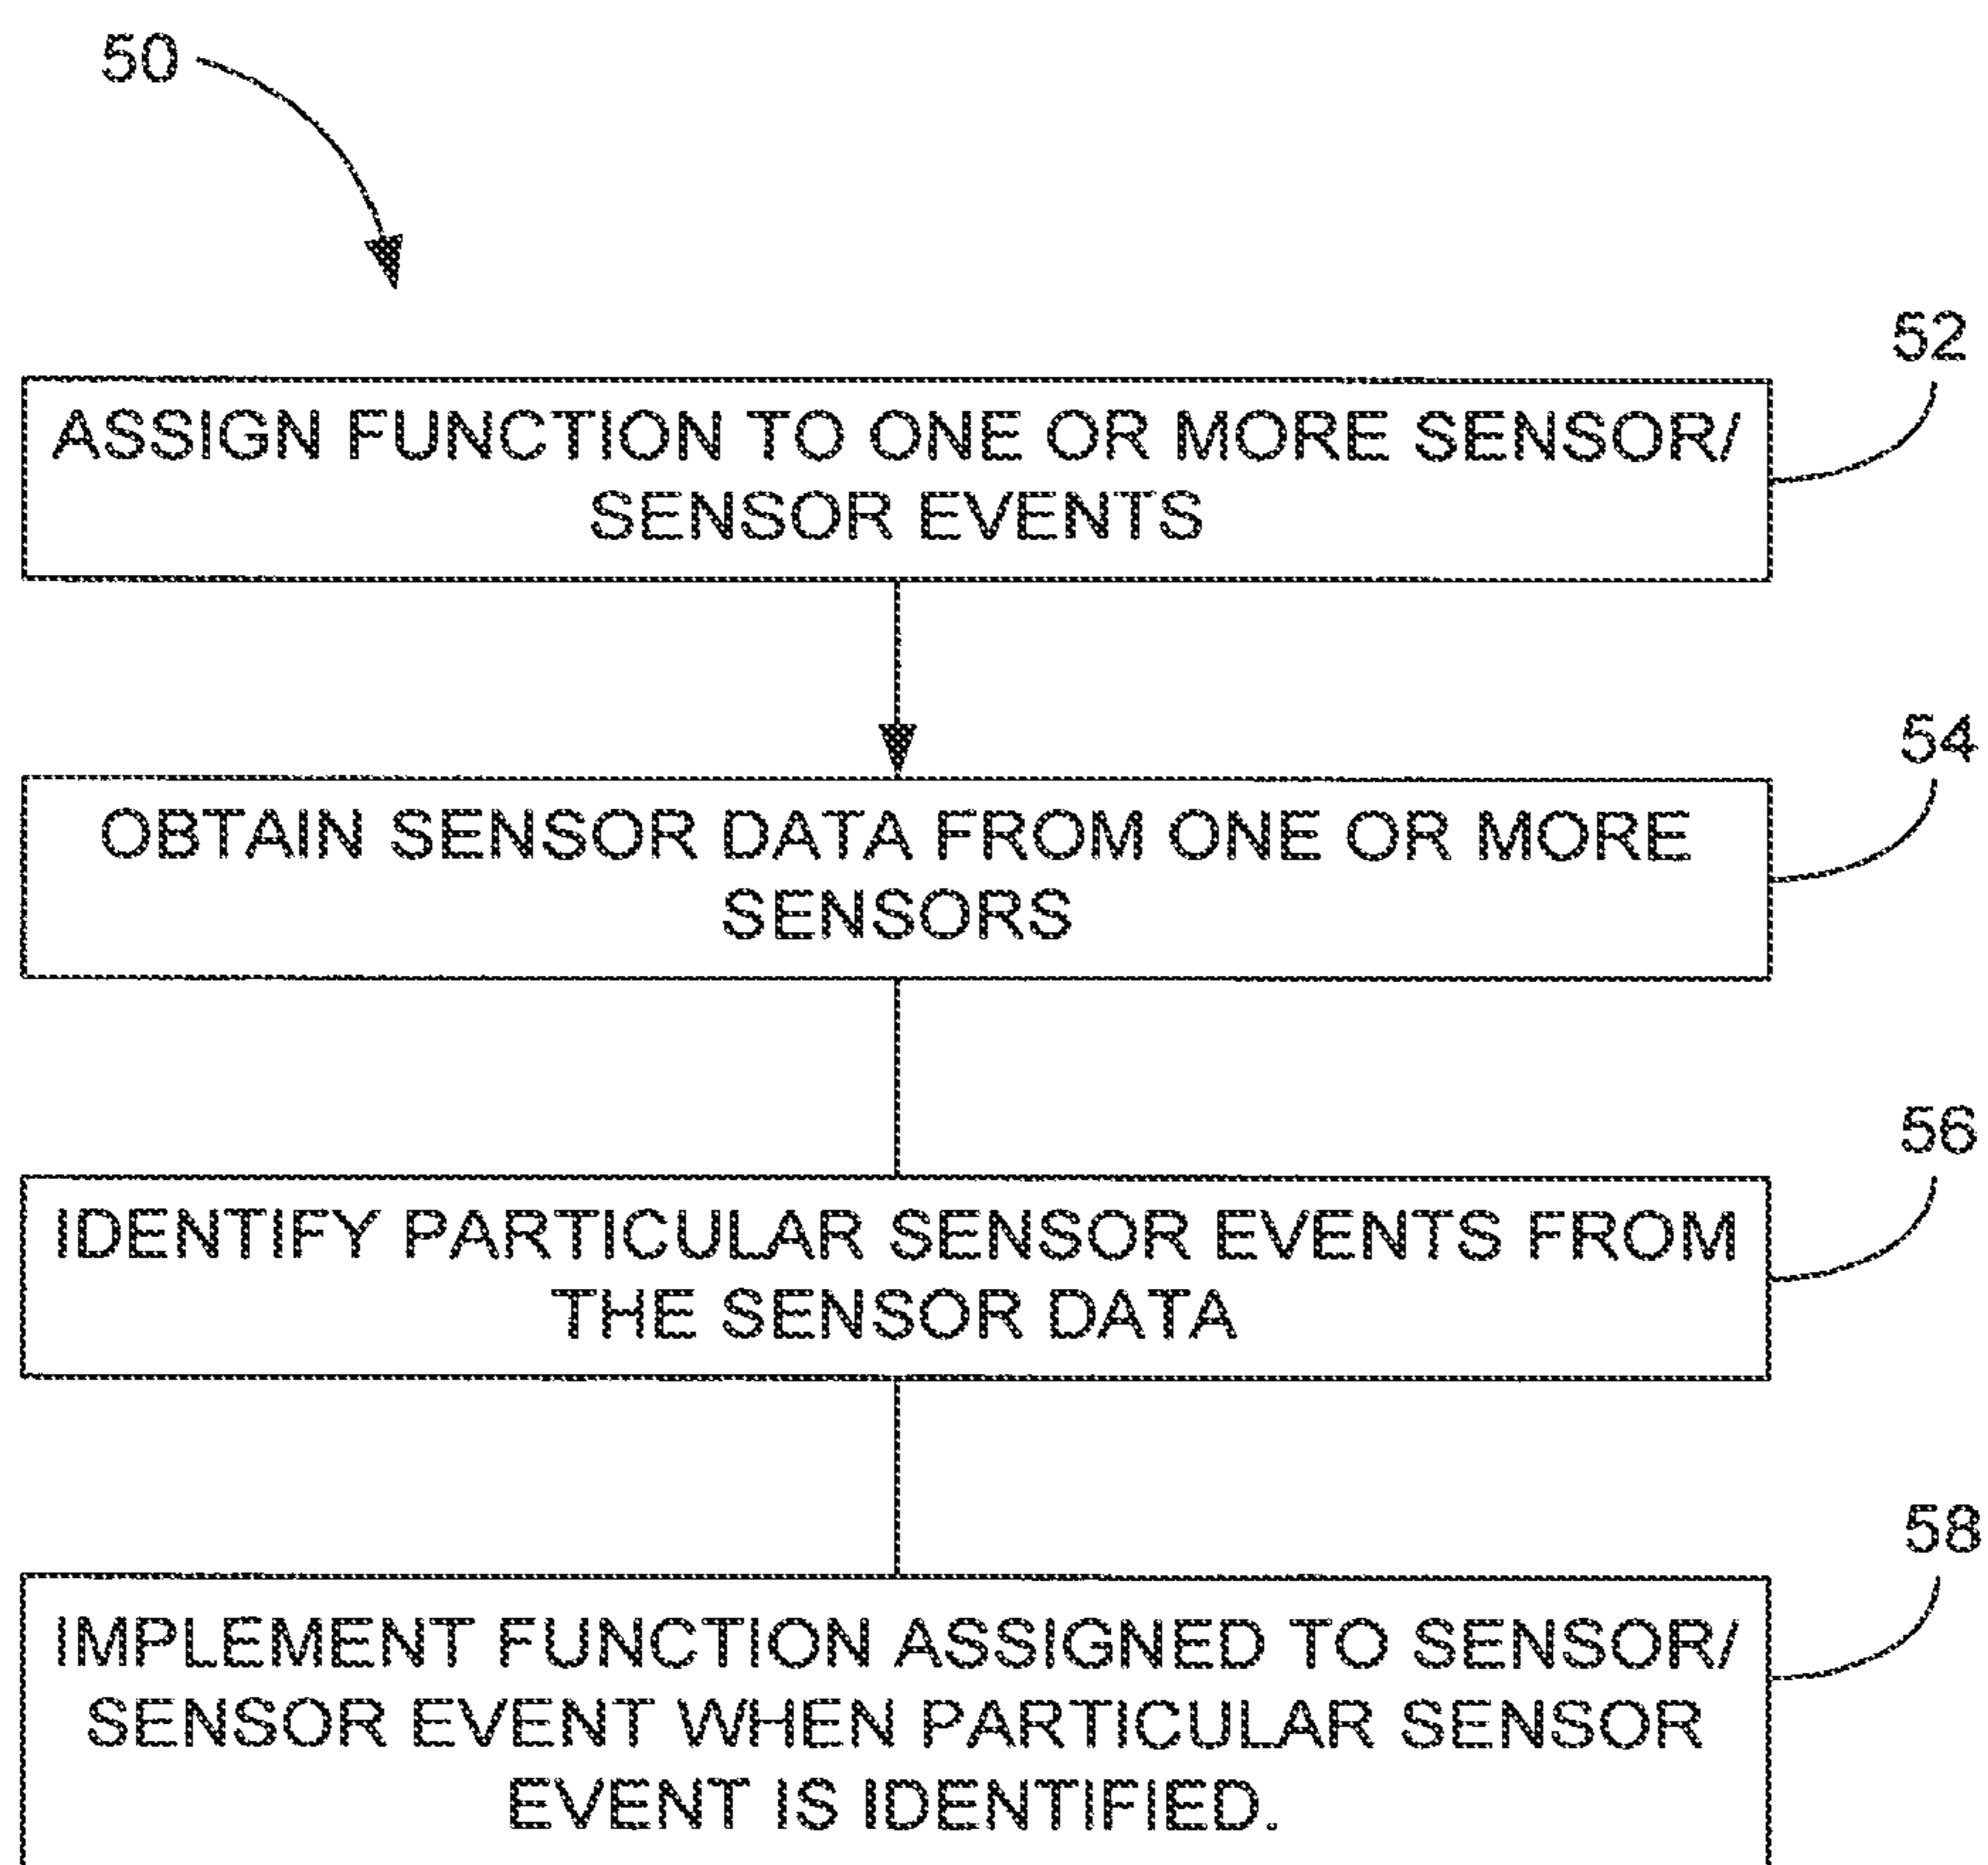 50
52
ASSIGN FUNCTION TO ONE OR MORE SENSOR/
SENSOR EVENTS
54
OBTAIN SENSOR DATA FROM ONE OR MORE
SENSORS
56
IDENTIFY PARTICULAR SENSOR EVENTS FROM
THE SENSOR DATA
58
IMPLEMENT FUNCTION ASSIGNED TO SENSOR/
SENSOR EVENT WHEN PARTICULAR SENSOR
EVENT IS IDENTIFIED.